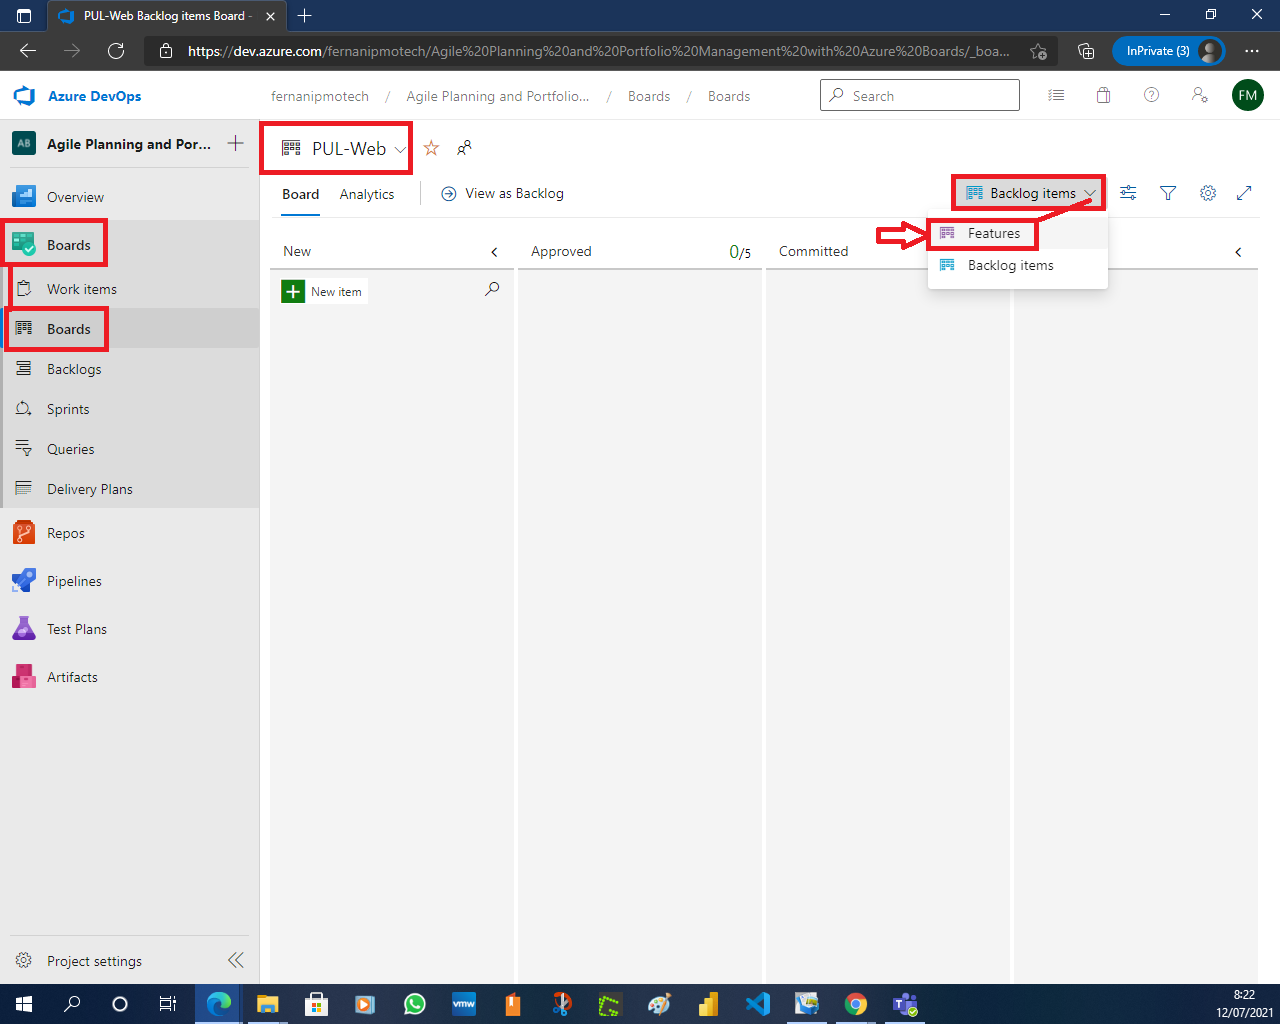 PUL-Web Backlog items Board -
https://dev.azure.com/fernanipmotech/Agile%20Planning%20and%20Portfolio%20Management%20with%20Azure%20Boards/_boa...
InPrivate (3)
Azure DevOps
fernanipmotech / Agile Planning and Portfolio... / Boards / Boards
Search
FM
AB
Agile Planning and Por...
PUL-Web
Overview
Board
Analytics
View as Backlog
Backlog items
Boards
Features
Backlog items
New
Approved
0/5
Committed
Work items
New item
Boards
Backlogs
Sprints
Queries
Delivery Plans
Repos
Pipelines
Test Plans
Artifacts
Project settings
vmw
8:22
12/07/2021